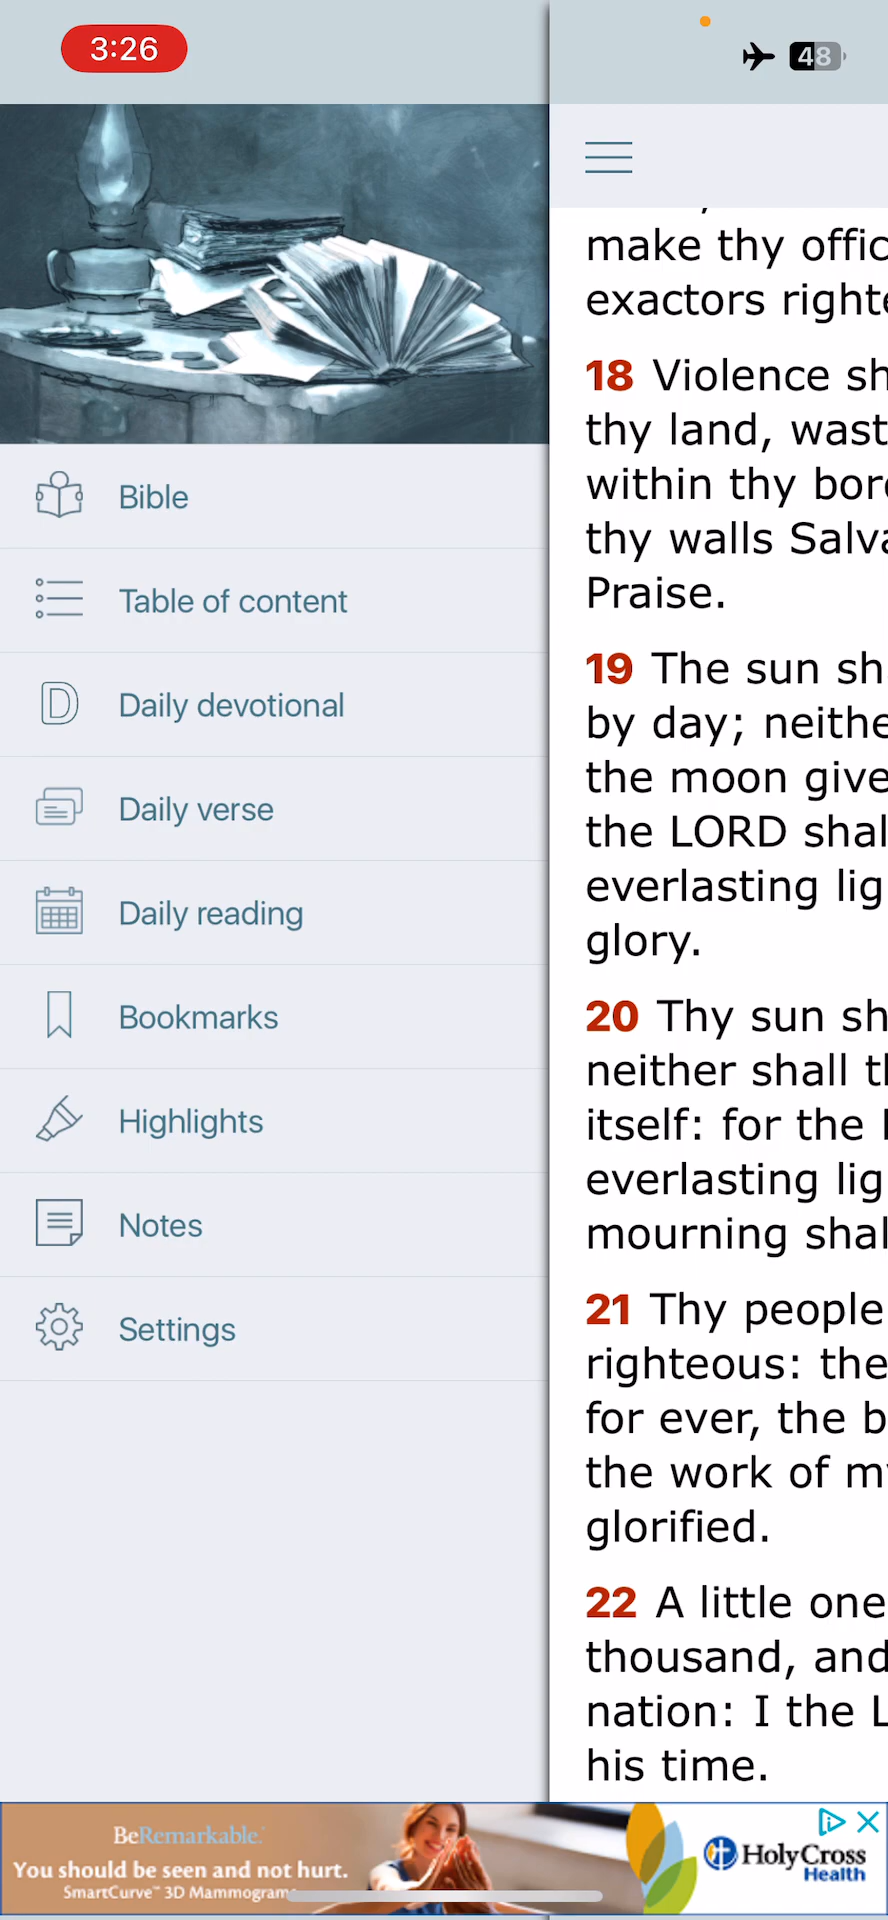 3:26
48
Bible
Table of content
Daily devotional
Daily verse
Daily reading
Bookmarks
Highlights
Notes
Settings
make thy offic
exactors righte
18 Violence sh
thy land, wast
within thy bor
thy walls Salva
Praise.
19 The sun sha
by day; neithe
the moon give
the LORD shal
everlasting lig
glory.
20 Thy sun sh
neither shall th
itself: for the
everlasting lig
mourning shal
21 Thy people
righteous: the
for ever, the b
the work of my
glorified.
22 A little one
thousand, and
nation: I the L
his time.
BeRemarkable.
You should be seen and not hurt.
SmartCurve™ 3D Mammogram
HolyCross
Health